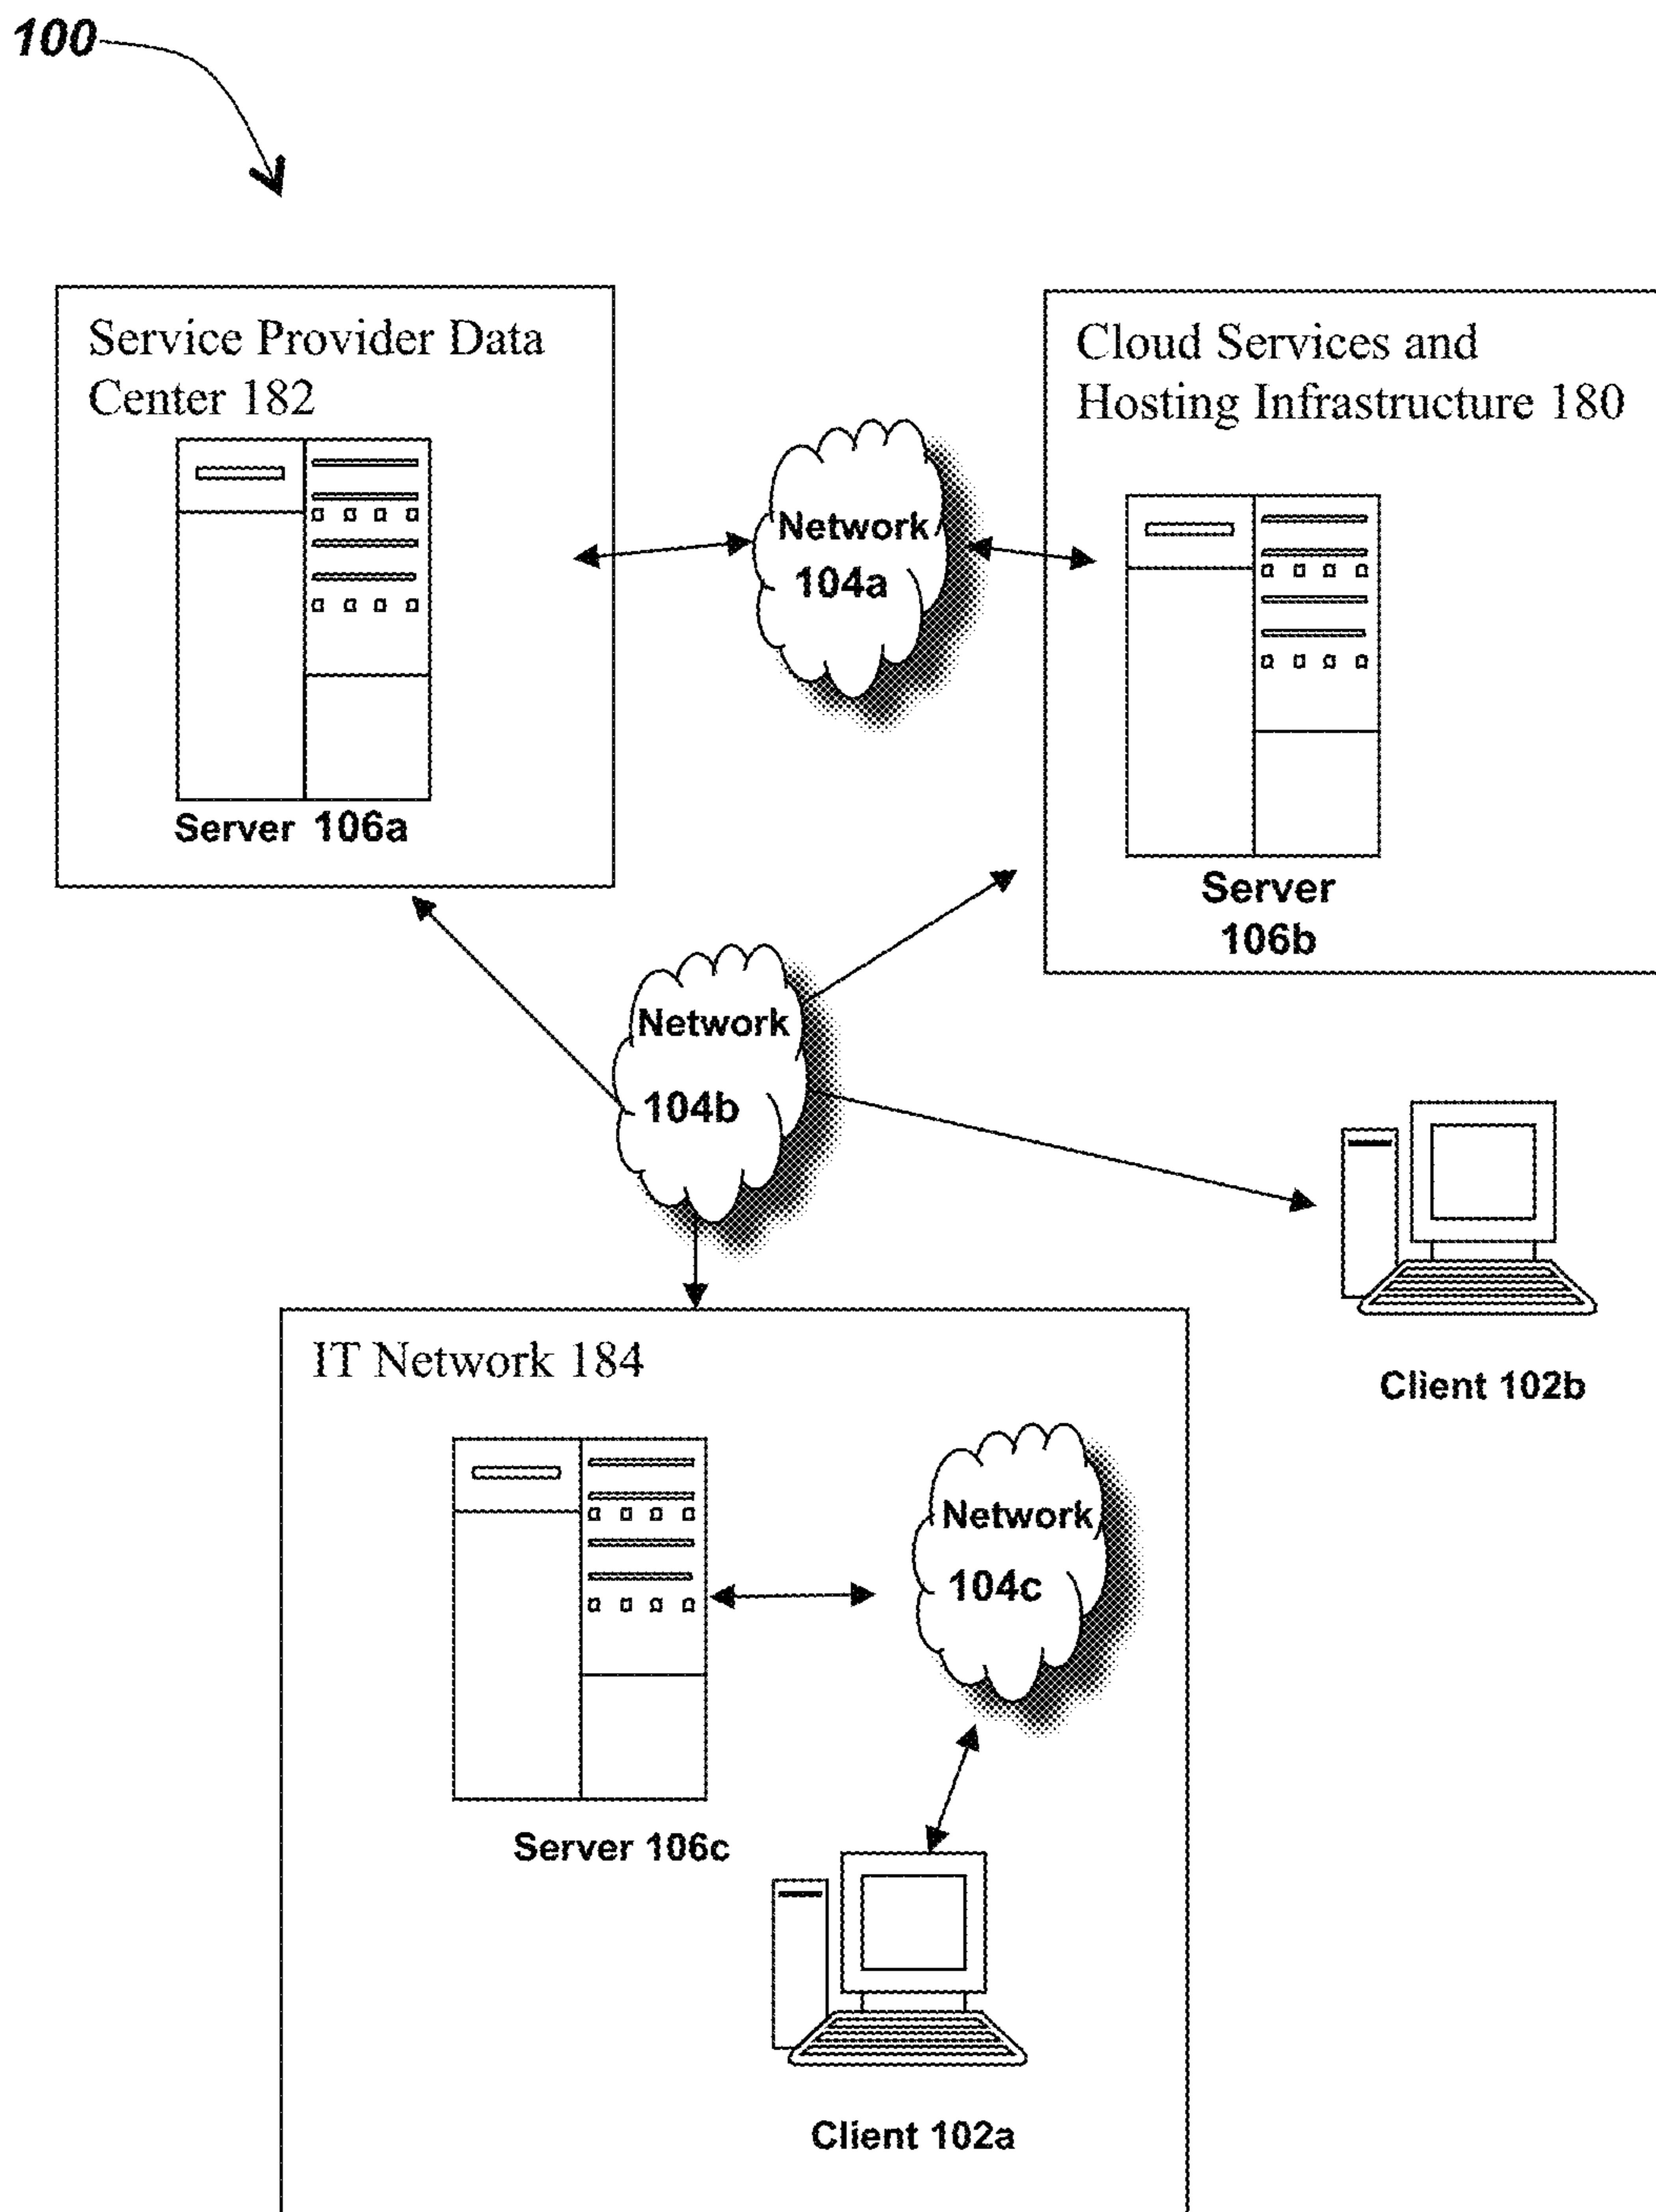 100
Service Provider Data
Center 182
Cloud Services and
Hosting Infrastructure 180
Network
104a
Server 106a
Server
106b
Network
104b
IT Network 184
Client 102b
Network
104c
Server 106c
Client 102a